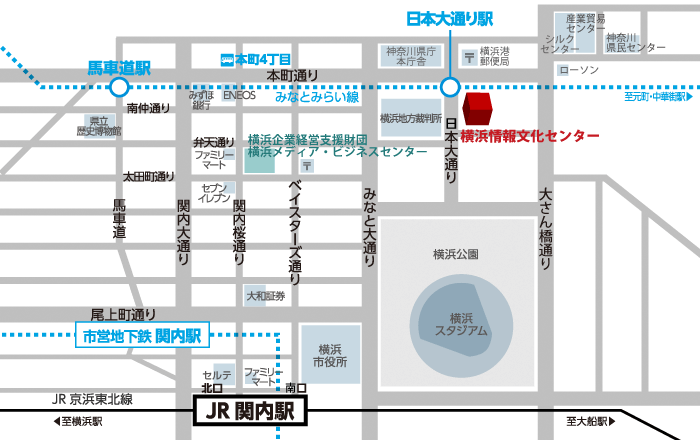 日本大通り駅
産業貿易
センター
シルク
センター
神奈川
県民センター
神奈川県庁
本庁舎
横浜港
郵便局
本町4丁目
馬車道駅
本町通り
ローソン
みずほ
銀行
ENEOS
みなとみらい線
至元町・中華街駅▶
南仲通り
県立
歴史博物館
横浜地方裁判所
日本大通り
横浜情報文化センター
弁天通り
横浜企業経営支援財団
横浜メディア・ビジネスセンター
ファミリー
マート
〒
太田町通り
セブン
イレブン
馬車道
関内大通り
関内桜通り
ベイスターズ通り
みなと大通り
大さん橋通り
横浜公園
大和証券
尾上町通り
横浜
スタジアム
市営地下鉄 関内駅
横浜
市役所
セルテ
ファミリー
マート
北口
南口
JR 京浜東北線
JR 関内駅
◀至横浜駅
至大船駅▶